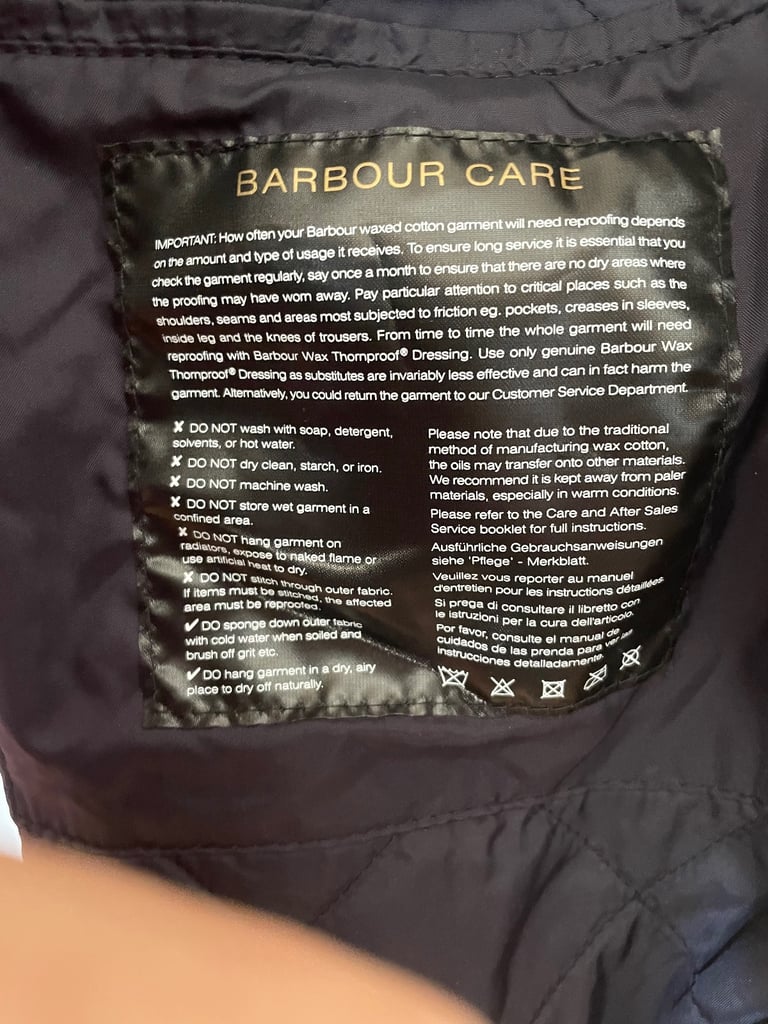 BARBOUR CARE
IMPORTANT: How often your Barbour waxed cotton garment will need reproofing depends
on the amount and type of usage it receives. To ensure long service it is essential that you
check the garment regularly, say once a month to ensure that there are no dry areas where
the proofing may have worn away. Pay particular attention to critical places such as the
shoulders, seams and areas most subjected to friction eg. pockets, creases in sleeves,
inside leg and the knees of trousers. From time to time the whole garment will need
reproofing with Barbour Wax Thornproof® Dressing. Use only genuine Barbour Wax
Thornproof® Dressing as substitutes are invariably less effective and can in fact harm the
garment. Alternatively, you could return the garment to our Customer Service Department.
✘ DO NOT wash with soap, detergent,
solvents, or hot water.
✘ DO NOT dry clean, starch, or iron.
✘ DO NOT machine wash.
✘ DO NOT store wet garment in a
confined area.
✘ DO NOT hang garment on
radiators, expose to naked flame or
use artificial heat to dry.
✘ DO NOT stitch through outer fabric.
If items must be stitched, the affected
area must be reproofed.
✔ DO sponge down outer fabric
with cold water when soiled and
brush off grit etc.
✔ DO hang garment in a dry, airy
place to dry off naturally.
Please note that due to the traditional
method of manufacturing wax cotton,
the oils may transfer onto other materials.
We recommend it is kept away from paler
materials, especially in warm conditions.
Please refer to the Care and After Sales
Service booklet for full instructions.
Ausführliche Gebrauchsanweisungen
siehe 'Pflege' - Merkblatt.
Veuillez vous reporter au manuel
d'entretien pour les instructions détaillées.
Si prega di consultare il libretto con
le istruzioni per la cura dell'articolo.
Por favor, consulte el manual de
cuidados de las prenda para ver las
instrucciones detalladamente.